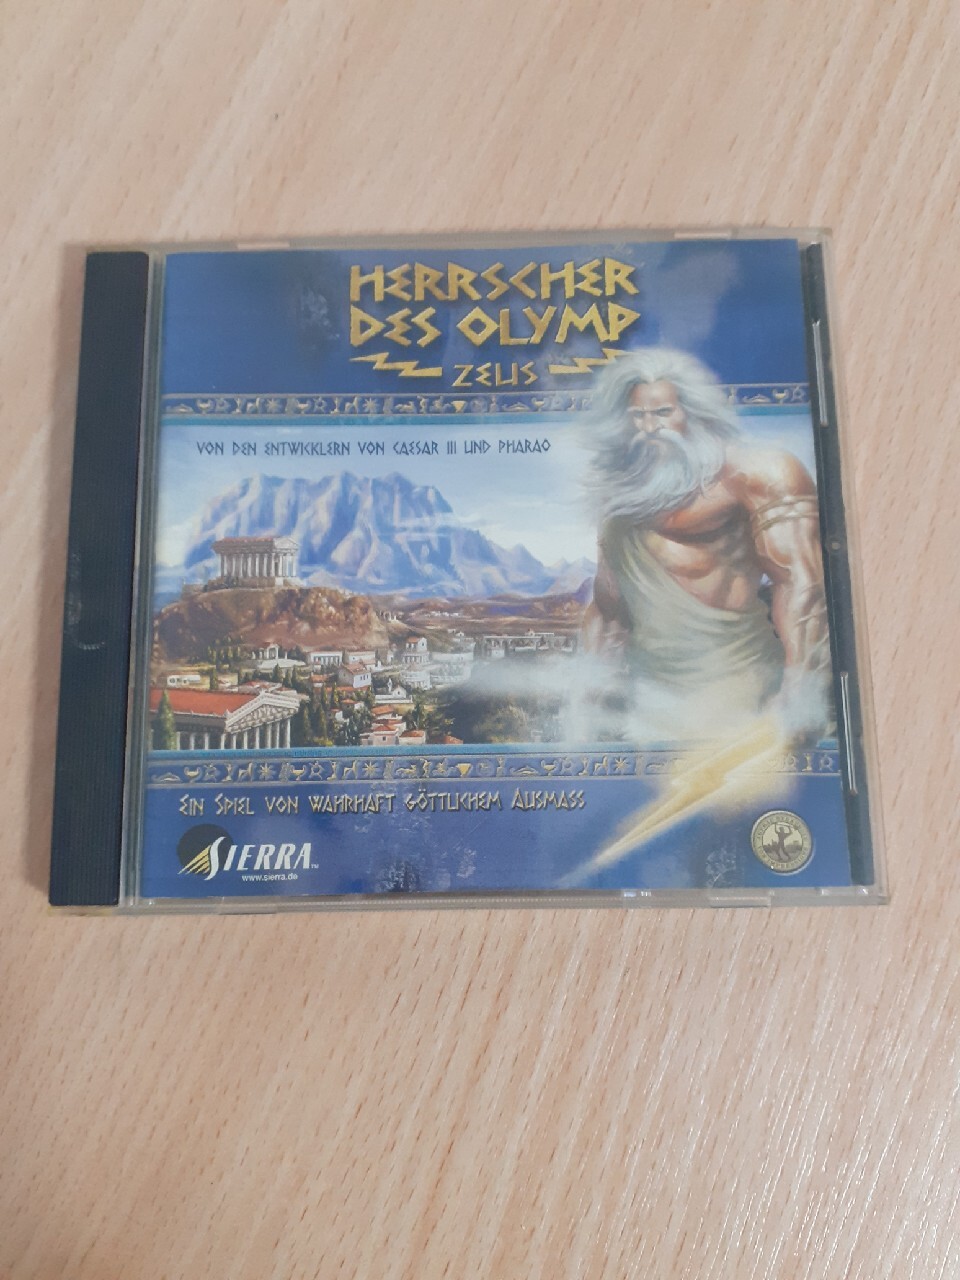 HERRSCHER
DES OLYMP
ZEUS
VON DEN ENTWICKLERN VON CAESAR III UND PHARAO
EIN SPIEL VON WAHRHAFT GÖTTLICHEM AUSMASS
SIERRA™
www.sierra.de